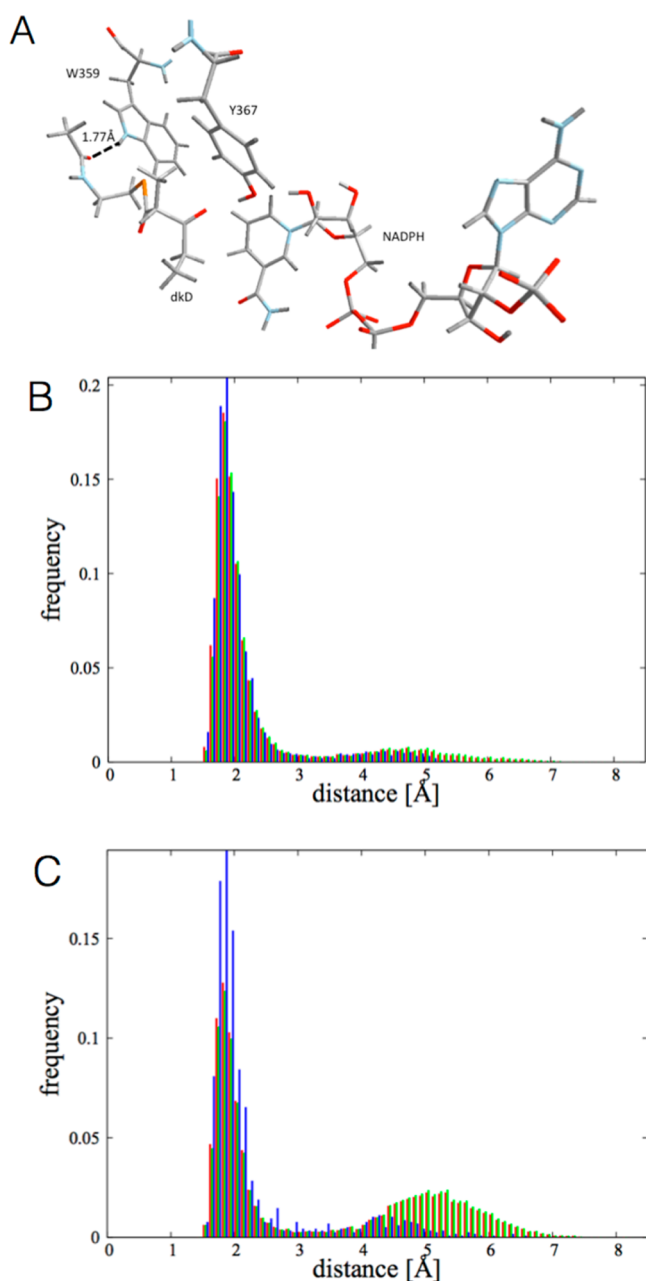 A
W359
Y367
1.77Å
NADPH
dkD
B
0.2
0.15
0.1
0.05
0
frequency
0 1 2 3 4 5 6 7 8
distance [Å]
C
0.15
0.1
0.05
0
frequency
0 1 2 3 4 5 6 7 8
distance [Å]